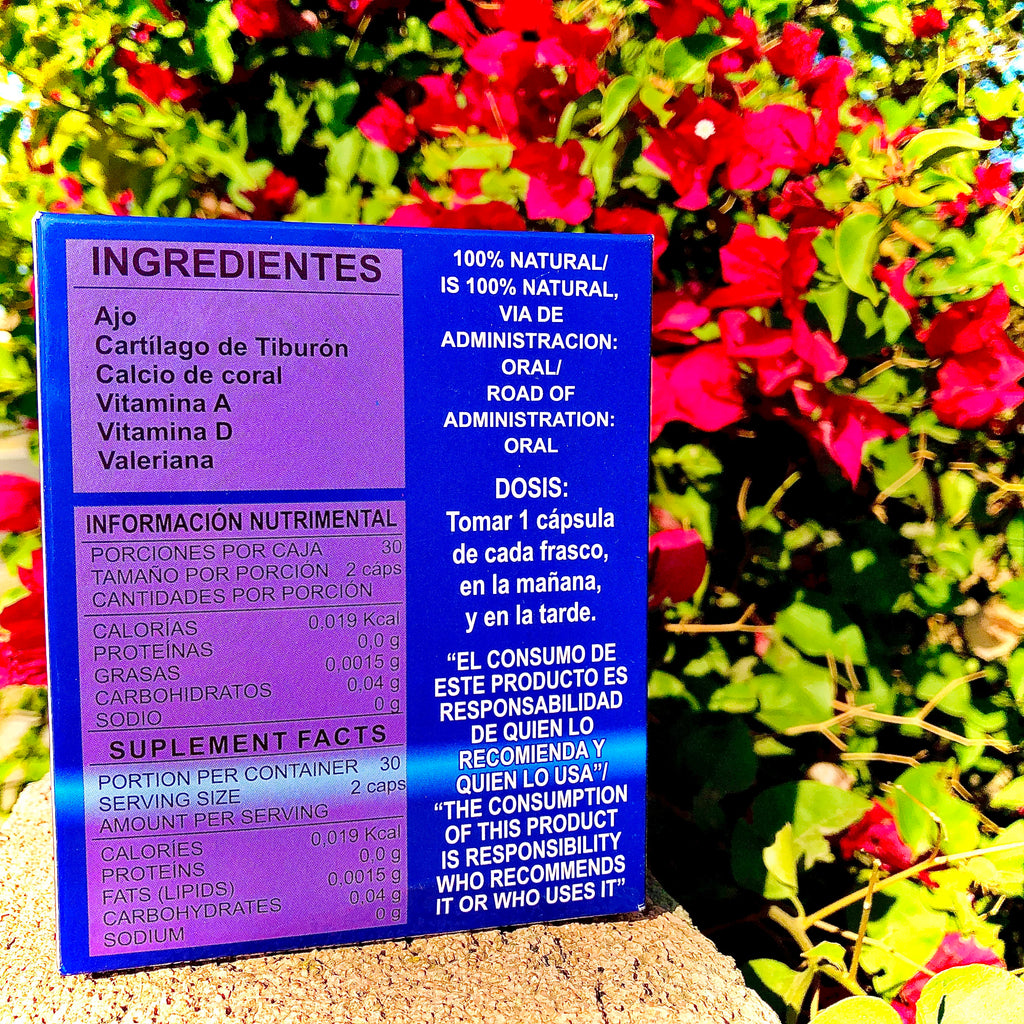 INGREDIENTES
Ajo
Cartílago de Tiburón
Calcio de coral
Vitamina A
Vitamina D
Valeriana
INFORMACIÓN NUTRIMENTAL
PORCIONES POR CAJA 30
TAMAÑO POR PORCIÓN 2 caps
CANTIDADES POR PORCIÓN
CALORÍAS 0,019 Kcal
PROTEÍNAS 0,0 g
GRASAS 0,0015 g
CARBOHIDRATOS 0,04 g
SODIO 0 g
SUPLEMENT FACTS
PORTION PER CONTAINER 30
SERVING SIZE 2 caps
AMOUNT PER SERVING
CALORÍES 0,019 Kcal
PROTEÍNS 0,0 g
FATS (LIPIDS) 0,0015 g
CARBOHYDRATES 0,04 g
SODIUM 0 g
100% NATURAL/
IS 100% NATURAL,
VIA DE
ADMINISTRACION:
ORAL/
ROAD OF
ADMINISTRATION:
ORAL
DOSIS:
Tomar 1 cápsula
de cada frasco,
en la mañana,
y en la tarde.
“EL CONSUMO DE
ESTE PRODUCTO ES
RESPONSABILIDAD
DE QUIEN LO
RECOMIENDA Y
QUIEN LO USA”/
“THE CONSUMPTION
OF THIS PRODUCT
IS RESPONSIBILITY
WHO RECOMMENDS
IT OR WHO USES IT”